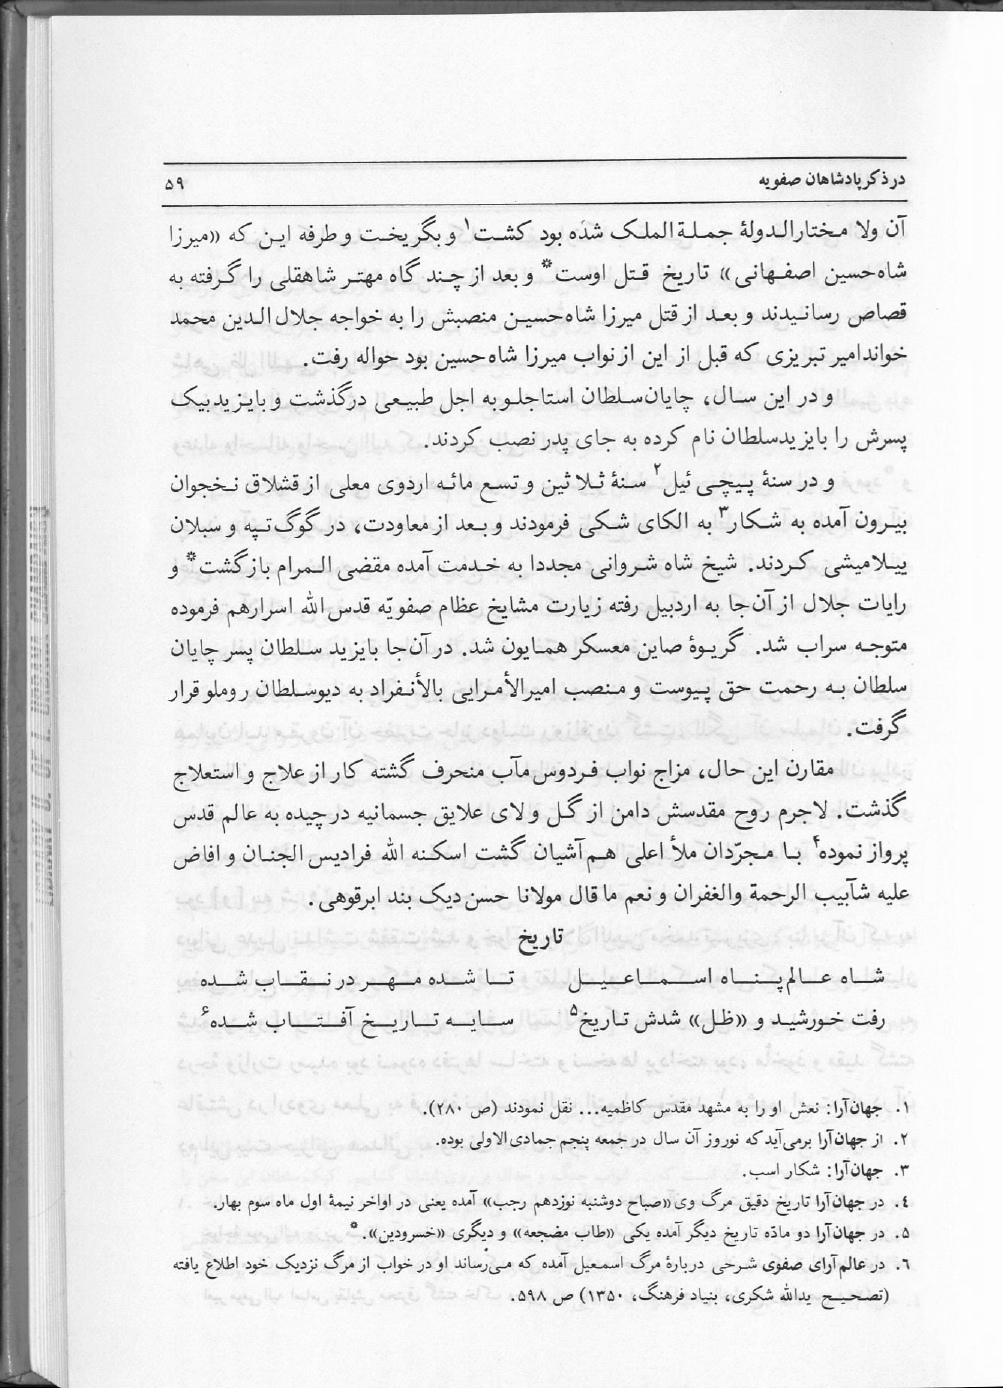 در ذکر پادشاهان صفویه
۵۹
آن ولا مختارالدولهٔ جملةالملک شده بود کشت۱ و بگریخت و طرفه این که «میرزا
شاه‌حسین اصفهانی» تاریخ قتل اوست* و بعد از چند گاه مهتر شاهقلی را گرفته به
قصاص رسانیدند و بعد از قتل میرزا شاه‌حسین منصبش را به خواجه جلال‌الدین محمد
خواندامیر تبریزی که قبل از این از نواب میرزا شاه‌حسین بود حواله رفت.
و در این سال، چایان‌سلطان استاجلو به اجل طبیعی درگذشت و بایزیدبیک
پسرش را بایزیدسلطان نام کرده به جای پدر نصب کردند.
و در سنهٔ پیچی ئیل۲ سنهٔ ثلاثین و تسع مائه اردوی معلی از قشلاق نخجوان
بیرون آمده به شکار۳ به الکای شکی فرمودند و بعد از معاودت، در گوگ‌تپه و سبلان
ییلامیشی کردند. شیخ شاه شروانی مجددا به خدمت آمده مقضی المرام بازگشت* و
رایات جلال از آن‌جا به اردبیل رفته زیارت مشایخ عظام صفویّه قدس الله اسرارهم فرموده
متوجه سراب شد. گریوهٔ صاین معسکر همایون شد. در آن‌جا بایزید سلطان پسر چایان
سلطان به رحمت حق پیوست و منصب امیرالأمرایی بالأنفراد به دیوسلطان روملو قرار
گرفت.
مقارن این حال، مزاج نواب فردوس‌مآب منحرف گشته کار از علاج و استعلاج
گذشت. لاجرم روح مقدسش دامن از گل و لای علایق جسمانیه در چیده به عالم قدس
پرواز نموده۴ با مجرّدان ملأ اعلی هم‌آشیان گشت اسکنه الله فرادیس الجنان و افاض
علیه شآبیب الرحمة والغفران و نعم ما قال مولانا حسن دیک بند ابرقوهی.
تاریخ
شاه عالم‌پناه اسماعیل تا شده مهر در نقاب شده
رفت خورشید و «ظل» شدش تاریخ۵ سایه تاریخ آفتاب شده۶
۱. جهان‌آرا: نعش او را به مشهد مقدس کاظمیه... نقل نمودند (ص ۲۸۰).
۲. از جهان‌آرا برمی‌آید که نوروز آن سال در جمعه پنجم جمادی‌الاولی بوده.
۳. جهان‌آرا: شکار اسب.
۴. در جهان‌آرا تاریخ دقیق مرگ وی «صباح دوشنبه نوزدهم رجب» آمده یعنی در اواخر نیمهٔ اول ماه سوم بهار.
۵. در جهان‌آرا دو مادّه تاریخ دیگر آمده یکی «طاب مضجعه» و دیگری «خسرودین».*
۶. در عالم‌آرای صفوی شرحی دربارهٔ مرگ اسمعیل آمده که می‌رساند او در خواب از مرگ نزدیک خود اطلاع یافته
(تصحیح یدالله شکری، بنیاد فرهنگ، ۱۳۵۰) ص ۵۹۸.